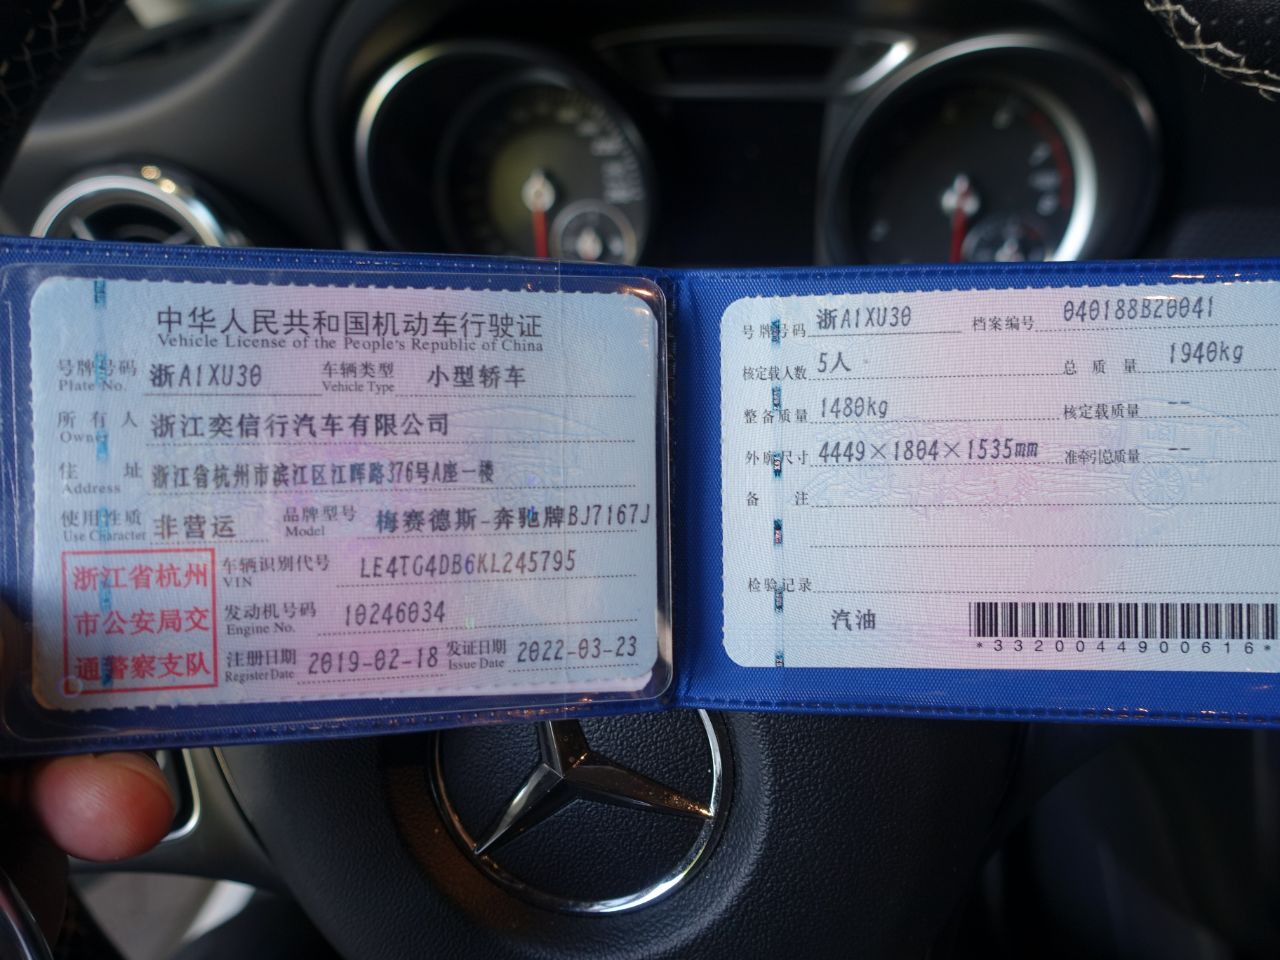 中华人民共和国机动车行驶证
Vehicle License of the People's Republic of China
号牌号码 浙A1XU30 车辆类型 小型轿车
Plate No. Vehicle Type
所有人 浙江奕信行汽车有限公司
Owner
住址 浙江省杭州市滨江区江晖路376号A座一楼
Address
使用性质 非营运 品牌型号 梅赛德斯-奔驰牌BJ7167J
Use Character Model
浙江省杭州
市公安局交
通警察支队
车辆识别代号 LE4TG4DB6KL245795
VIN
发动机号码 10246034
Engine No.
注册日期 2019-02-18 发证日期 2022-03-23
Register Date Issue Date
号牌号码 浙A1XU30 档案编号 040188B20041
核定载人数 5人 总质量 1940kg
整备质量 1480kg 核定载质量 --
外廓尺寸 4449×1804×1535mm 准牵引总质量 --
备注
检验记录
汽油
*3320044900616*